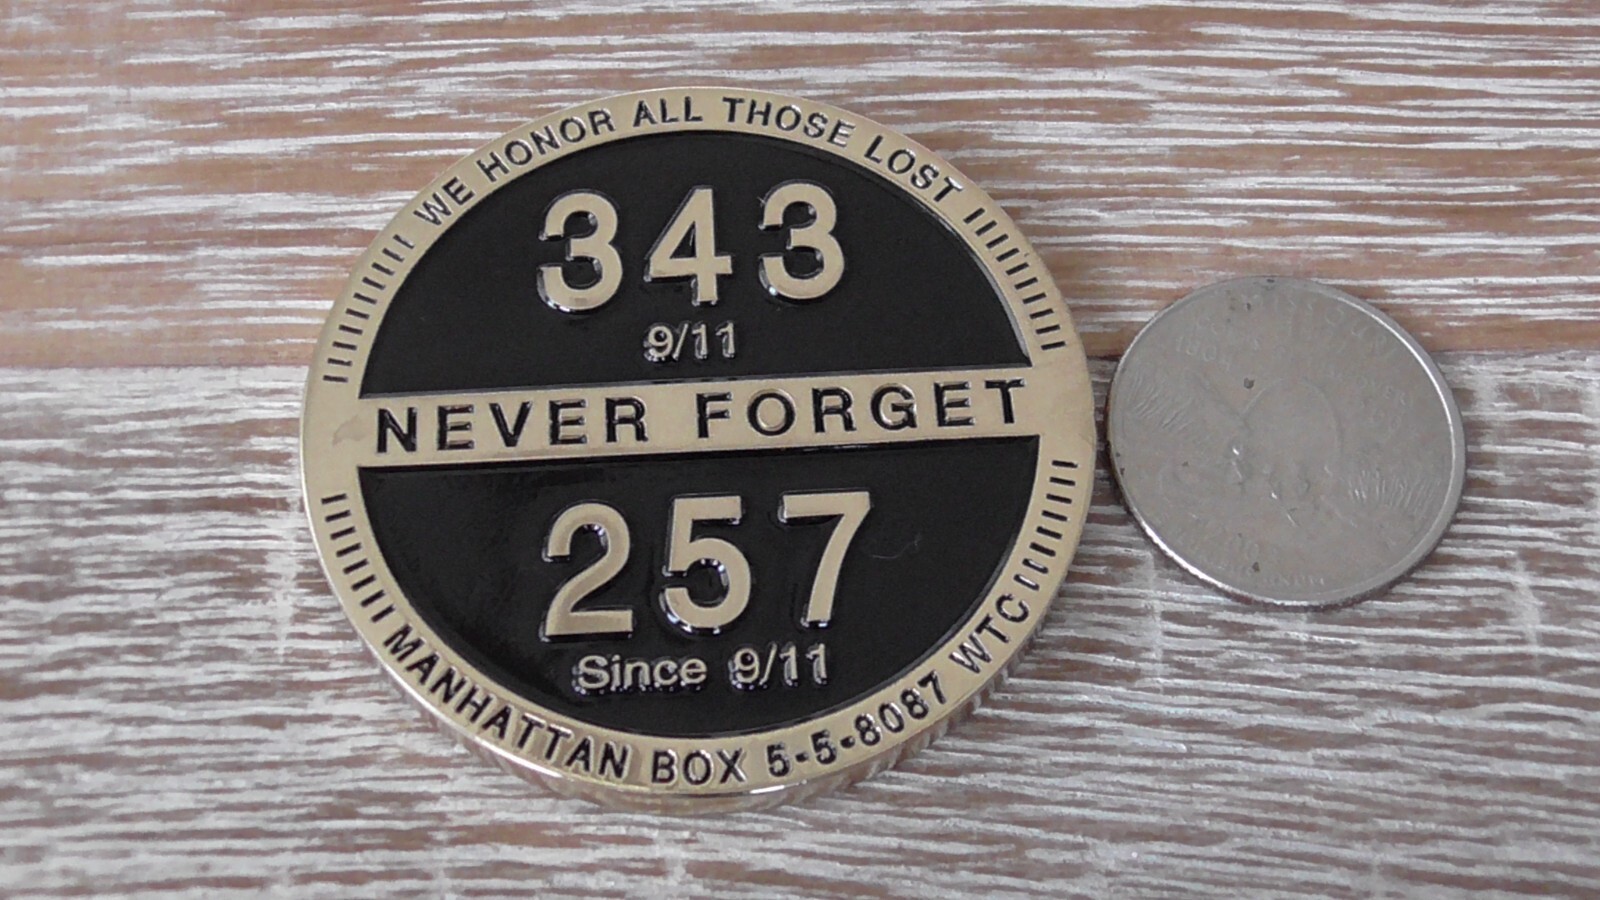 WE HONOR ALL THOSE LOST
343
9/11
NEVER FORGET
257
Since 9/11
MANHATTAN BOX 5-5-8087 WTC